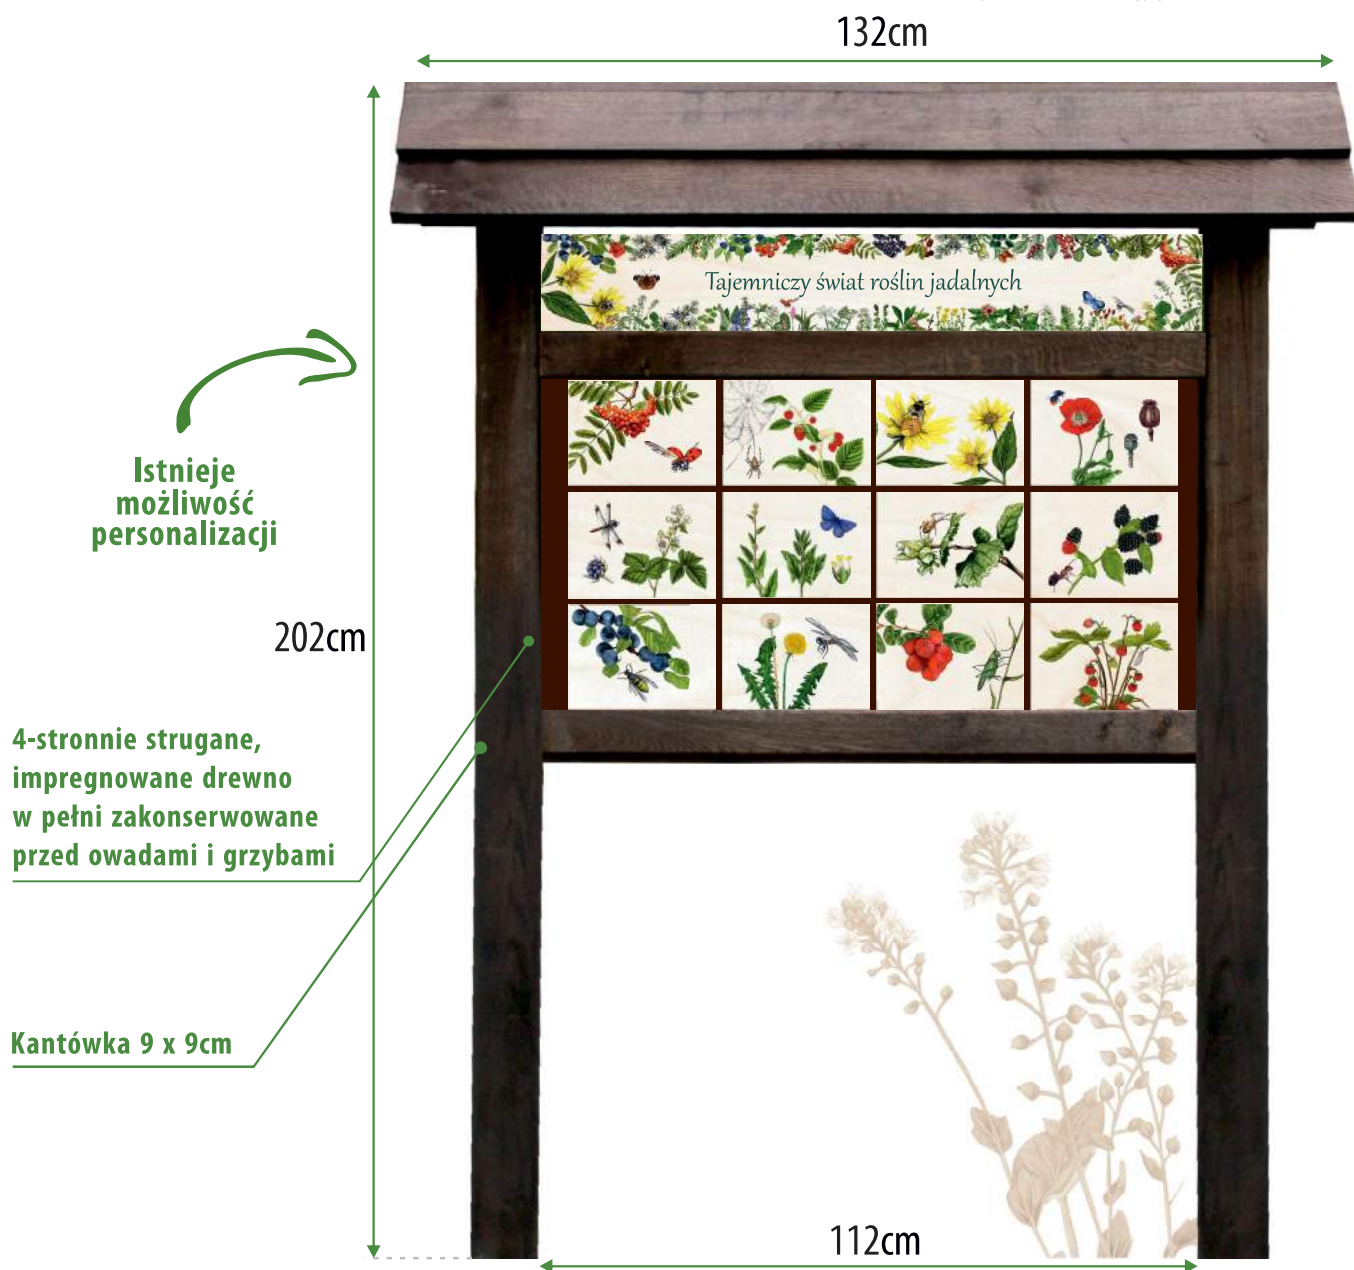 132cm
Tajemniczy świat roślin jadalnych
Istnieje
możliwość
personalizacji
202cm
4-stronnie strugane,
impregnowane drewno
w pełni zakonserwowane
przed owadami i grzybami
Kantówka 9 x 9cm
112cm